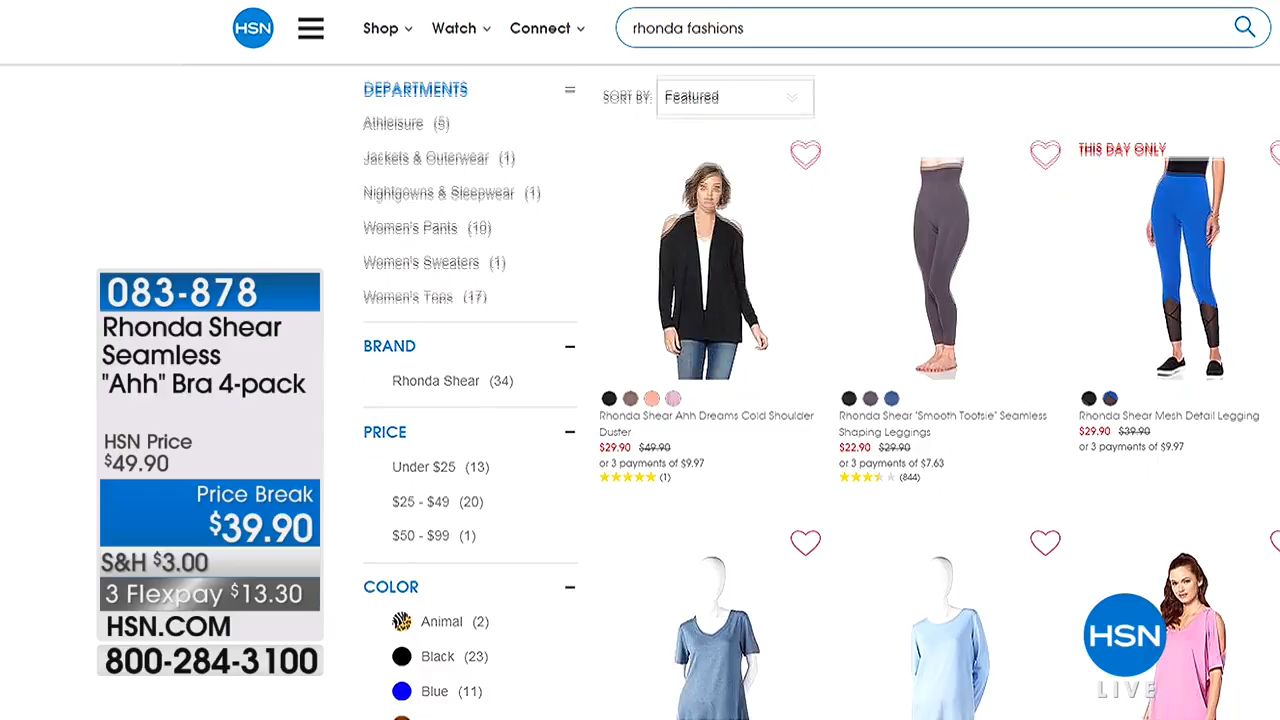 HSN
Shop
Watch
Connect
rhonda fashions
DEPARTMENTS
Athleisure (5)
Jackets & Outerwear (1)
Nightgowns & Sleepwear (1)
Women's Pants (10)
Women's Sweaters (1)
Women's Tops (17)
BRAND
Rhonda Shear (34)
PRICE
Under $25 (13)
$25 - $49 (20)
$50 - $99 (1)
COLOR
Animal (2)
Black (23)
Blue (11)
SORT BY:
Featured
THIS DAY ONLY
Rhonda Shear Ahh Dreams Cold Shoulder
Duster
$29.90 $49.90
or 3 payments of $9.97
(1)
Rhonda Shear "Smooth Tootsie" Seamless
Shaping Leggings
$22.90 $29.90
or 3 payments of $7.63
(844)
Rhonda Shear Mesh Detail Legging
$29.90 $39.90
or 3 payments of $9.97
083-878
Rhonda Shear
Seamless
"Ahh" Bra 4-pack
HSN Price
$49.90
Price Break
$39.90
S&H $3.00
3 Flexpay $13.30
HSN.COM
800-284-3100
HSN
LIVE